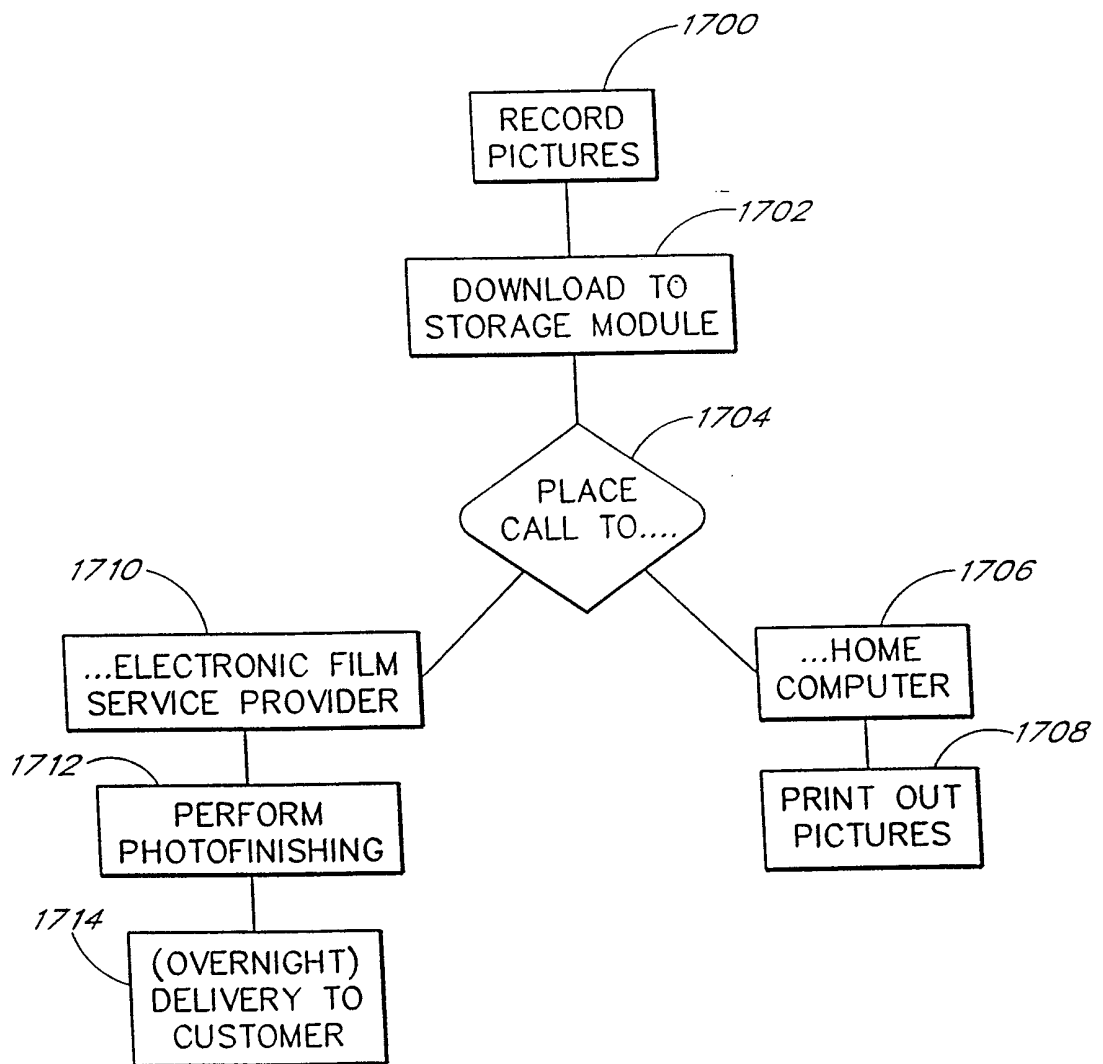 1700
RECORD
PICTURES
1702
DOWNLOAD TO
STORAGE MODULE
1704
PLACE
CALL TO....
1710
...ELECTRONIC FILM
SERVICE PROVIDER
1706
...HOME
COMPUTER
1712
PERFORM
PHOTOFINISHING
1708
PRINT OUT
PICTURES
1714
(OVERNIGHT)
DELIVERY TO
CUSTOMER